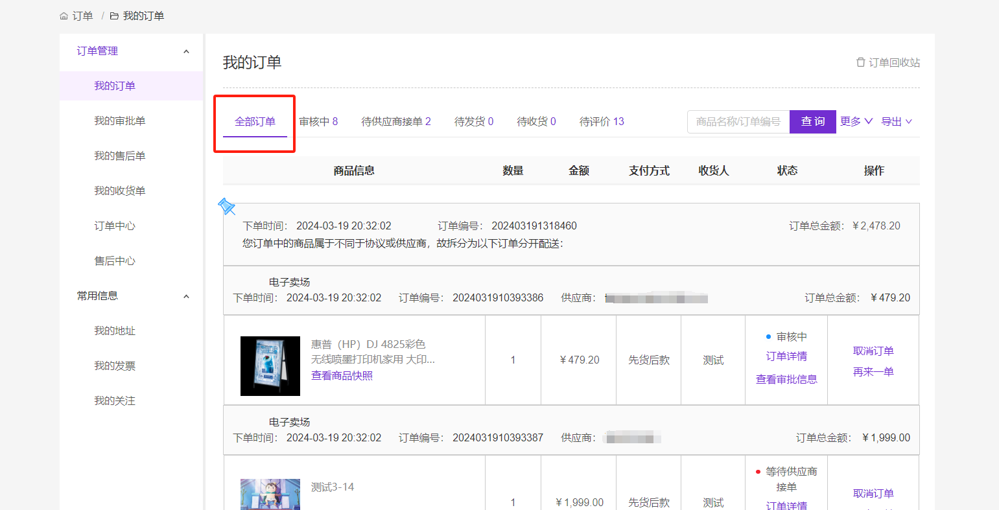 订单 / 我的订单
订单管理
我的订单
我的审批单
我的售后单
我的收货单
订单中心
售后中心
常用信息
我的地址
我的发票
我的关注
我的订单
订单回收站
全部订单 审核中 8 待供应商接单 2 待发货 0 待收货 0 待评价 13
商品名称/订单编号 查 询 更多 导出
商品信息 数量 金额 支付方式 收货人 状态 操作
下单时间： 2024-03-19 20:32:02 订单编号： 202403191318460 订单总金额： ￥2,478.20
您订单中的商品属于不同于协议或供应商，故拆分为以下订单分开配送：
电子卖场
下单时间： 2024-03-19 20:32:02 订单编号： 2024031910393386 供应商： 订单总金额： ￥479.20
惠普（HP）DJ 4825彩色
无线喷墨打印机家用 大印...
查看商品快照
1
￥479.20
先货后款
测试
审核中
订单详情
查看审批信息
取消订单
再来一单
电子卖场
下单时间： 2024-03-19 20:32:02 订单编号： 2024031910393387 供应商： 订单总金额： ￥1,999.00
测试3-14
1
￥1,999.00
先货后款
测试
等待供应商
接单
订单详情
取消订单